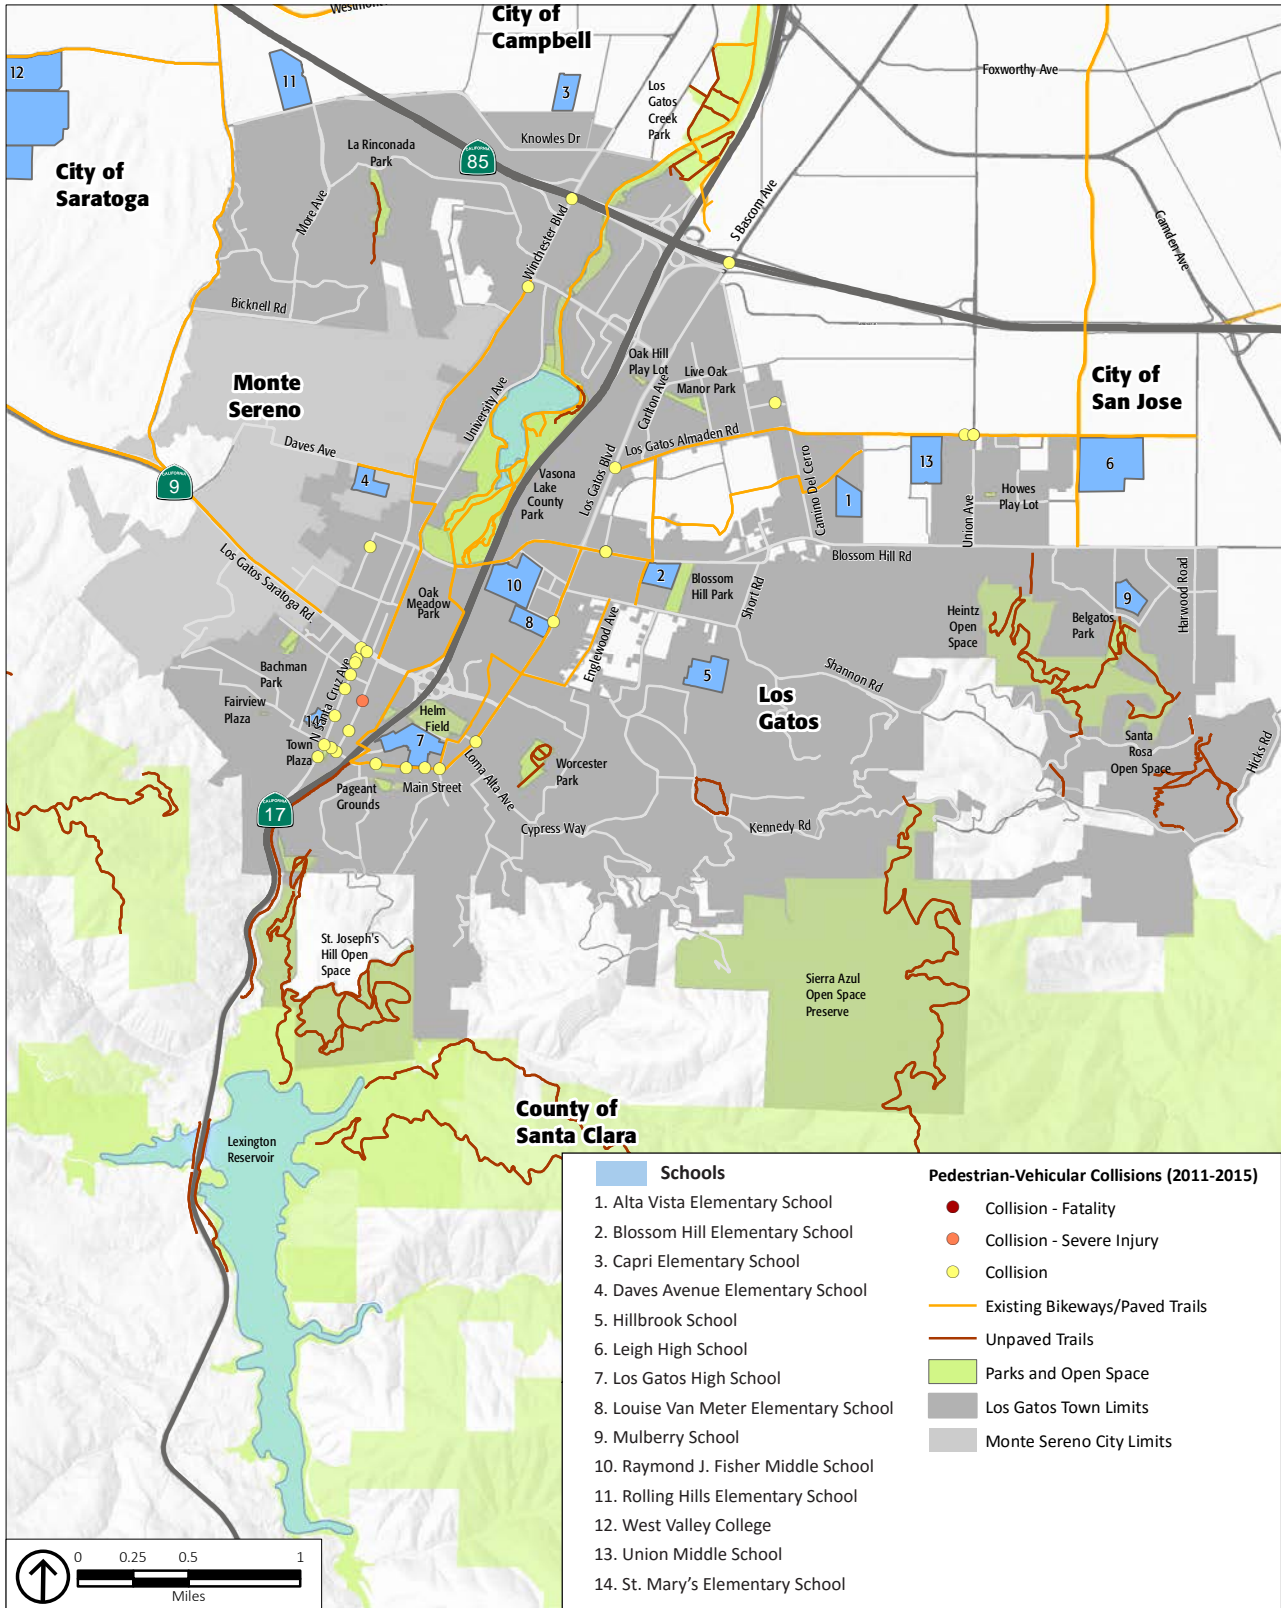 City of
Campbell
12
11
3
Los
Gatos
Creek
Park
Foxworthy Ave
Knowles Dr
La Rinconada
Park
CALIFORNIA
85
City of
Saratoga
More Ave
Winchester Blvd
S Bascom Ave
Camden Ave
Bicknell Rd
Monte
Sereno
University Ave
Oak Hill
Play Lot
Live Oak
Manor Park
Carlton Ave
City of
San Jose
Daves Ave
Los Gatos Almaden Rd
CALIFORNIA
9
4
Vasona
Lake
County
Park
Los Gatos Blvd
Camino Del Cerro
1
13
6
Howes
Play Lot
Union Ave
Los Gatos Saratoga Rd.
Blossom Hill Rd
Oak
Meadow
Park
10
8
2
Blossom
Hill Park
Short Rd
Englewood Ave
Heintz
Open
Space
Belgatos
Park
9
Harwood Road
Bachman
Park
Fairview
Plaza
N Santa Cruz Ave
14
Town
Plaza
Helm
Field
7
5
Los
Gatos
Shannon Rd
Santa
Rosa
Open Space
Hicks Rd
Worcester
Park
Loma Alta Ave
Pageant
Grounds
Main Street
CALIFORNIA
17
Cypress Way
Kennedy Rd
St. Joseph's
Hill Open
Space
Sierra Azul
Open Space
Preserve
County of
Santa Clara
Lexington
Reservoir
Schools
1. Alta Vista Elementary School
2. Blossom Hill Elementary School
3. Capri Elementary School
4. Daves Avenue Elementary School
5. Hillbrook School
6. Leigh High School
7. Los Gatos High School
8. Louise Van Meter Elementary School
9. Mulberry School
10. Raymond J. Fisher Middle School
11. Rolling Hills Elementary School
12. West Valley College
13. Union Middle School
14. St. Mary's Elementary School
Pedestrian-Vehicular Collisions (2011-2015)
Collision - Fatality
Collision - Severe Injury
Collision
Existing Bikeways/Paved Trails
Unpaved Trails
Parks and Open Space
Los Gatos Town Limits
Monte Sereno City Limits
0 0.25 0.5 1
Miles